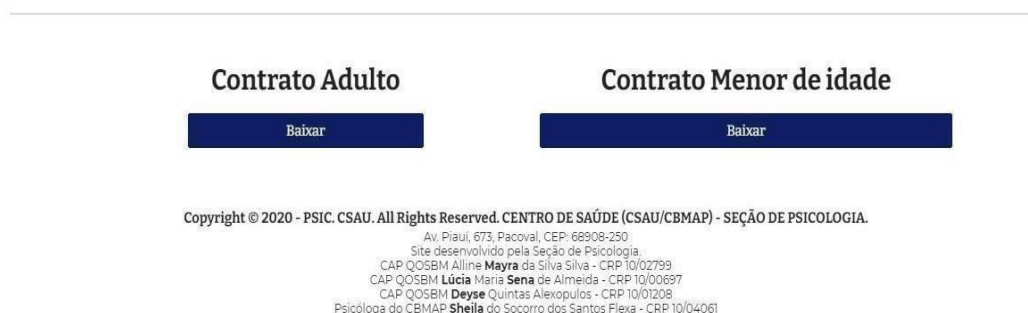 Contrato Adulto
Contrato Menor de idade
Baixar
Baixar
Copyright © 2020 - PSIC. CSAU. All Rights Reserved. CENTRO DE SAÚDE (CSAU/CBMAP) - SEÇÃO DE PSICOLOGIA.
Av. Piauí, 673, Pacoval, CEP: 68908-250
Site desenvolvido pela Seção de Psicologia.
CAP QOSBM Alline Mayra da Silva Silva - CRP 10/02799
CAP QOSBM Lúcia Maria Sena de Almeida - CRP 10/00697
CAP QOSBM Deyse Quintas Alexopulos - CRP 10/01208
Psicóloga do CBMAP Sheila do Socorro dos Santos Flexa - CRP 10/04061